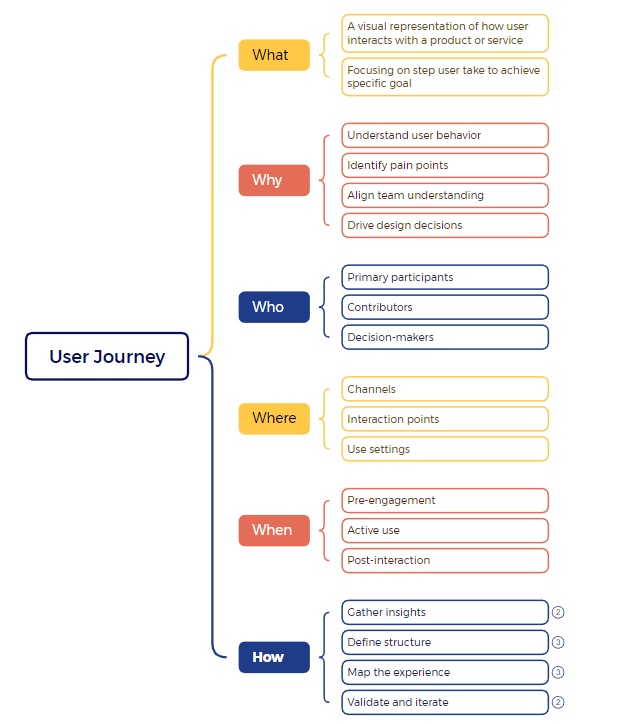 What
A visual representation of how user
interacts with a product or service
Focusing on step user take to achieve
specific goal
Why
Understand user behavior
Identify pain points
Align team understanding
Drive design decisions
Who
Primary participants
Contributors
Decision-makers
User Journey
Where
Channels
Interaction points
Use settings
When
Pre-engagement
Active use
Post-interaction
How
Gather insights 2
Define structure 3
Map the experience 3
Validate and iterate 2